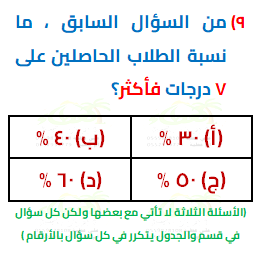 ٩) من السؤال السابق ، ما
نسبة الطلاب الحاصلين على
٧ درجات فأكثر؟
(أ) ٣٠ %
(ب) ٤٠ %
(ج) ٥٠ %
(د) ٦٠ %
(الأسئلة الثلاثة لا تأتي مع بعضها ولكن كل سؤال
في قسم والجدول يتكرر في كل سؤال بالأرقام )